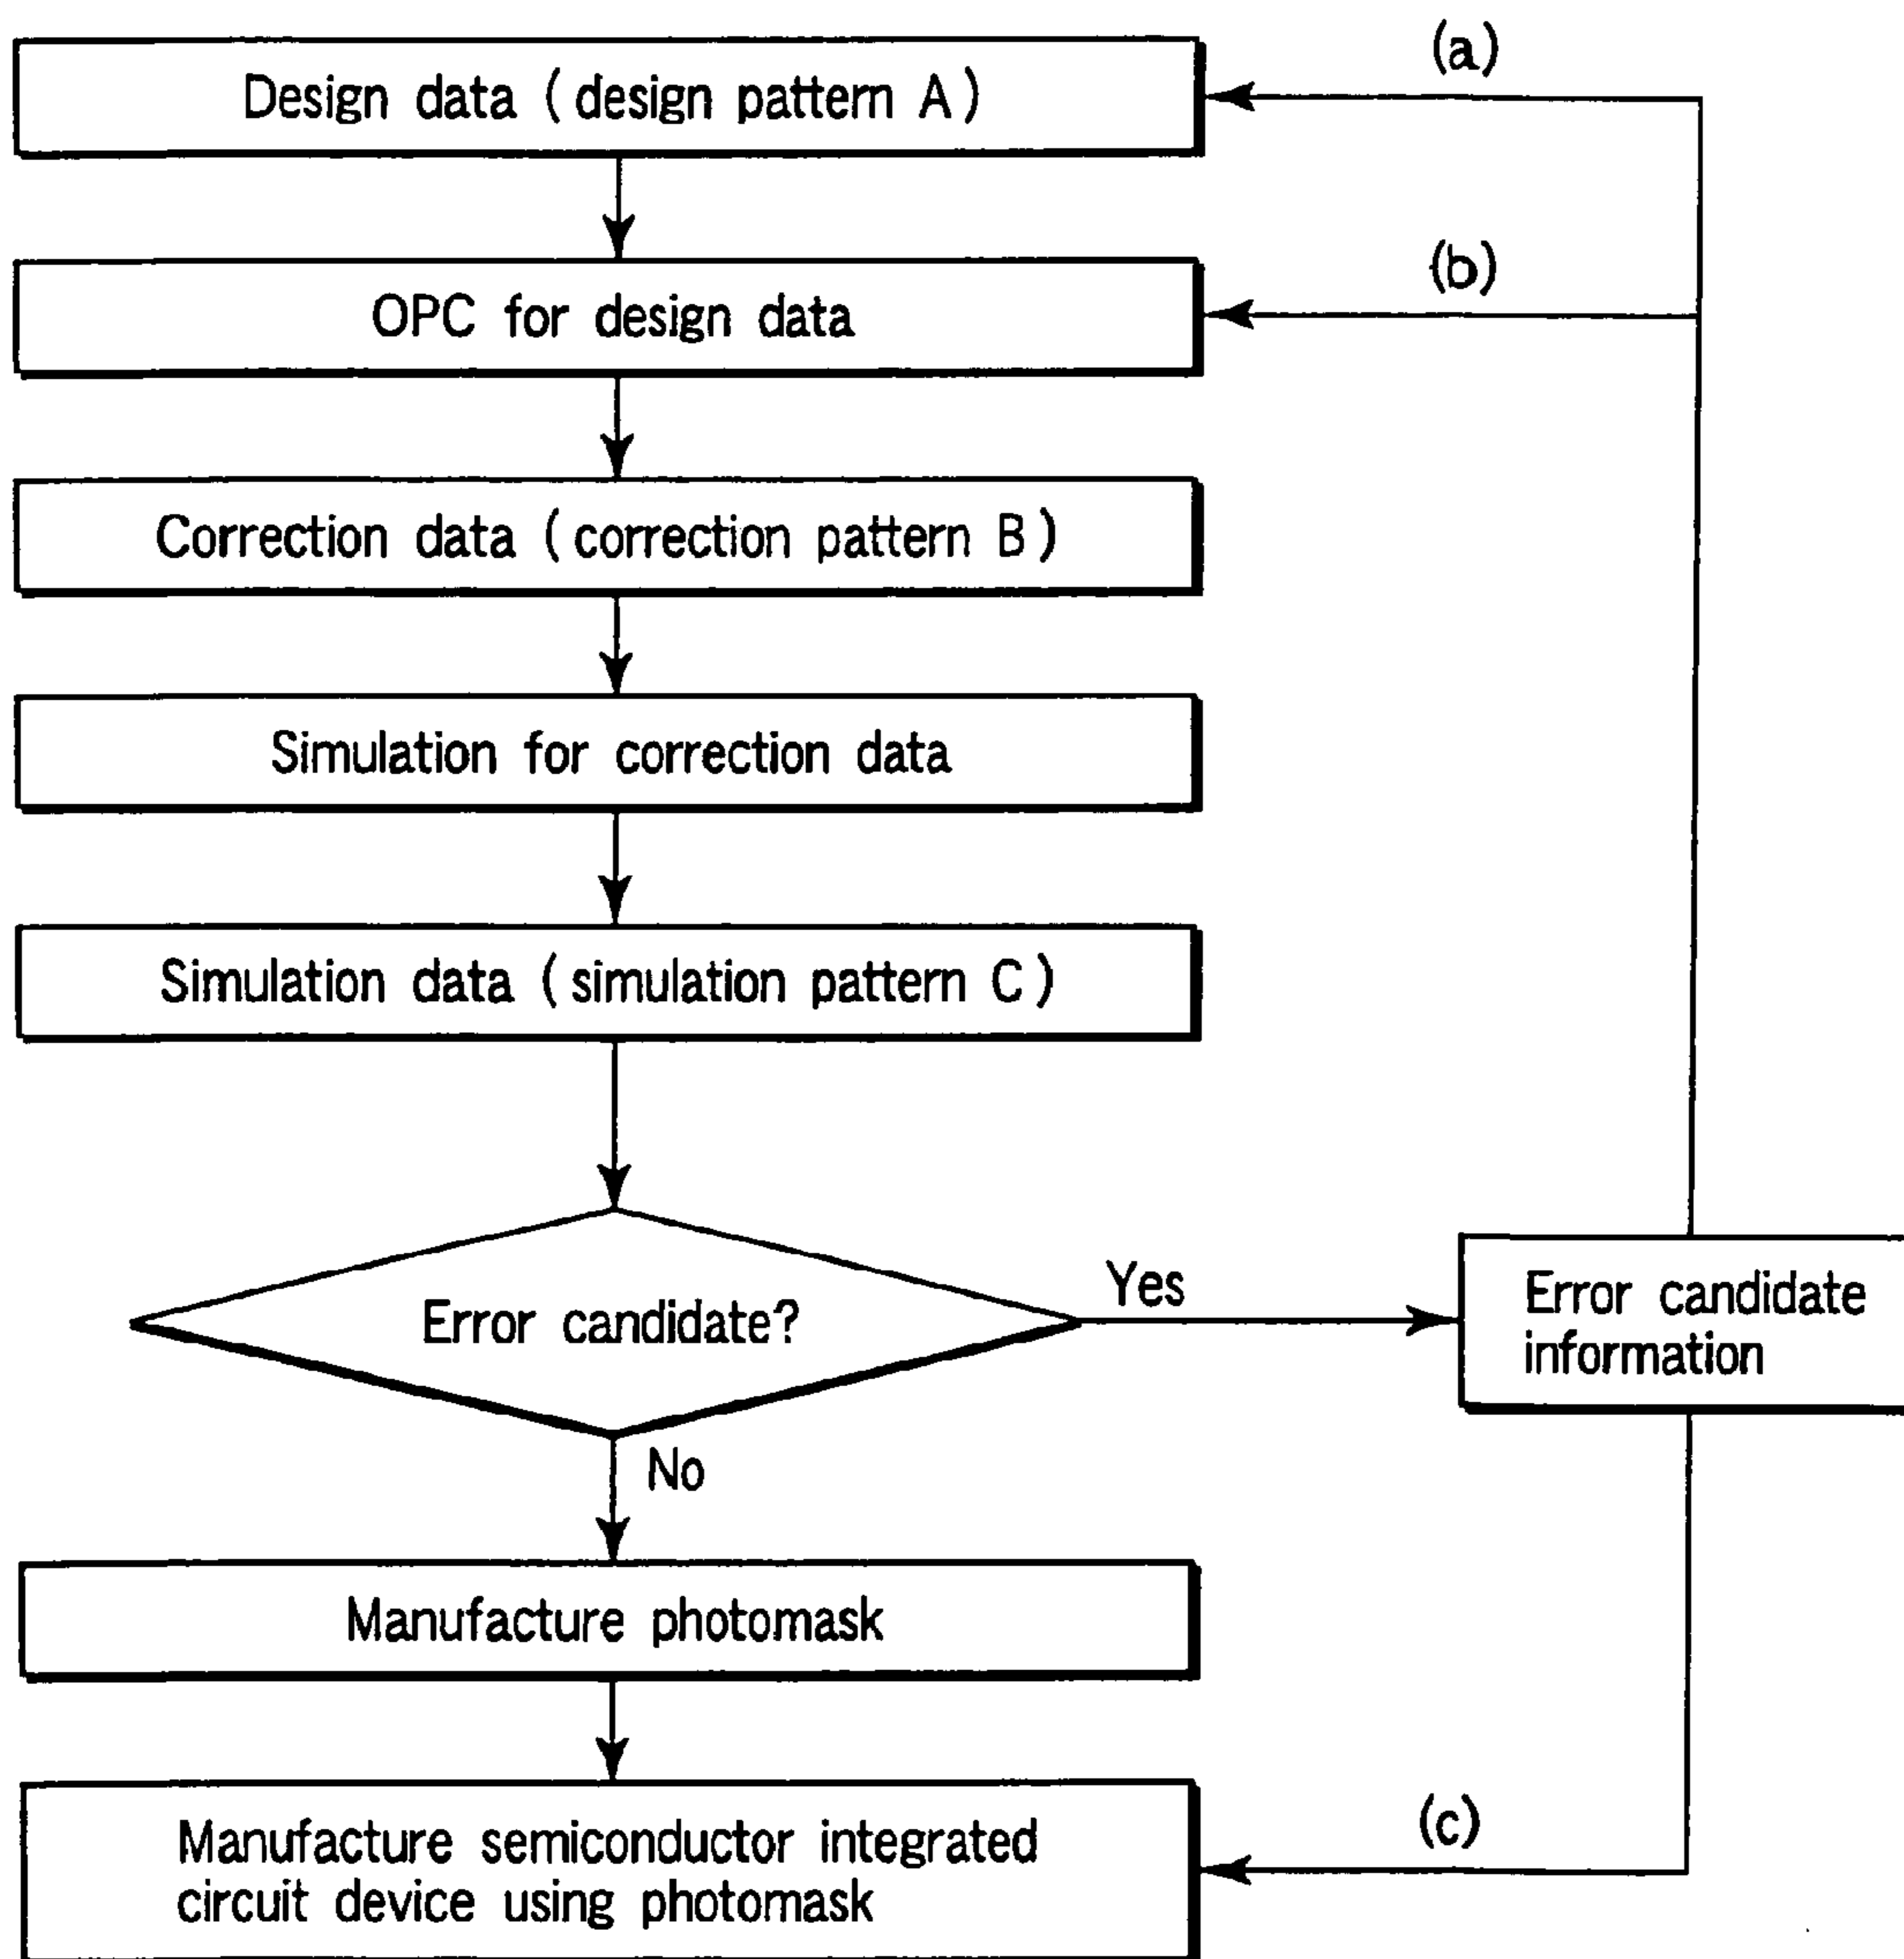 Design data ( design pattern A )
(a)
OPC for design data
(b)
Correction data ( correction pattern B )
Simulation for correction data
Simulation data ( simulation pattern C )
Error candidate?
Yes
Error candidate
information
No
Manufacture photomask
Manufacture semiconductor integrated
circuit device using photomask
(c)